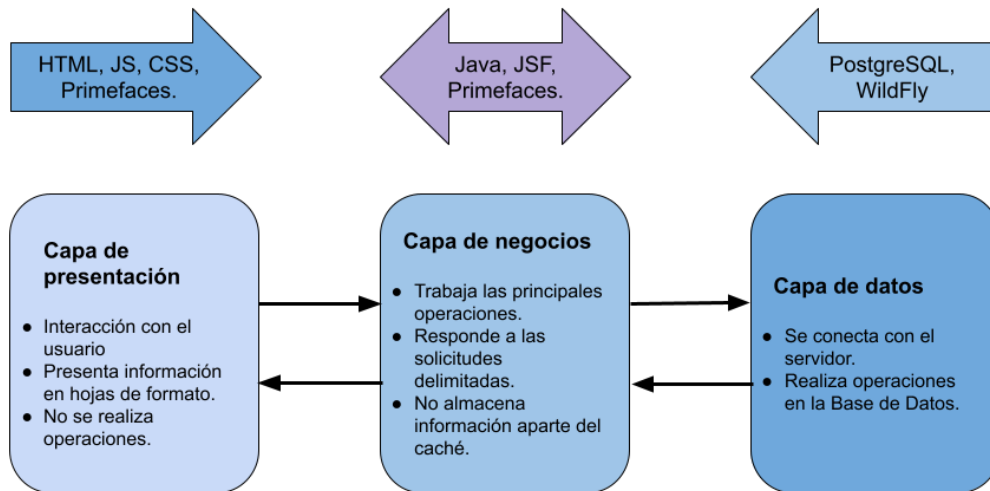 HTML, JS, CSS,
Primefaces.
Java, JSF,
Primefaces.
PostgreSQL,
WildFly
Capa de
presentación
● Interacción con el
usuario
● Presenta información
en hojas de formato.
● No se realiza
operaciones.
Capa de negocios
● Trabaja las principales
operaciones.
● Responde a las
solicitudes
delimitadas.
● No almacena
información aparte del
caché.
Capa de datos
● Se conecta con el
servidor.
● Realiza operaciones
en la Base de Datos.